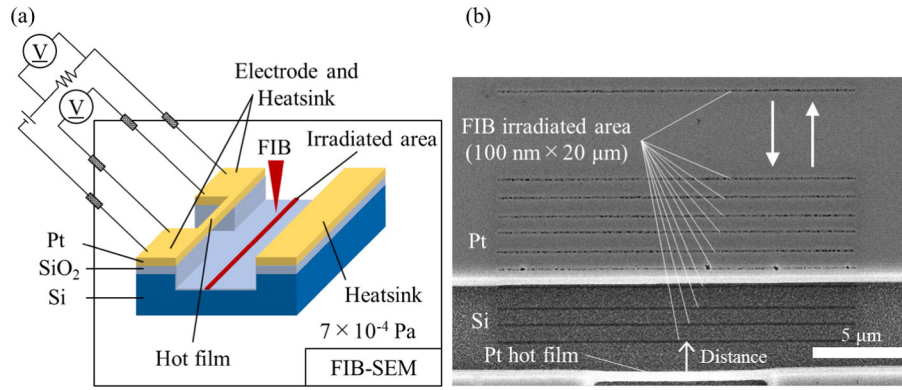 (a)
V
V
Electrode and
Heatsink
Irradiated area
FIB
Pt
SiO₂
Si
Heatsink
7 × 10⁻⁴ Pa
Hot film
FIB-SEM
(b)
FIB irradiated area
(100 nm × 20 μm)
Pt
Si
5 μm
Pt hot film
Distance